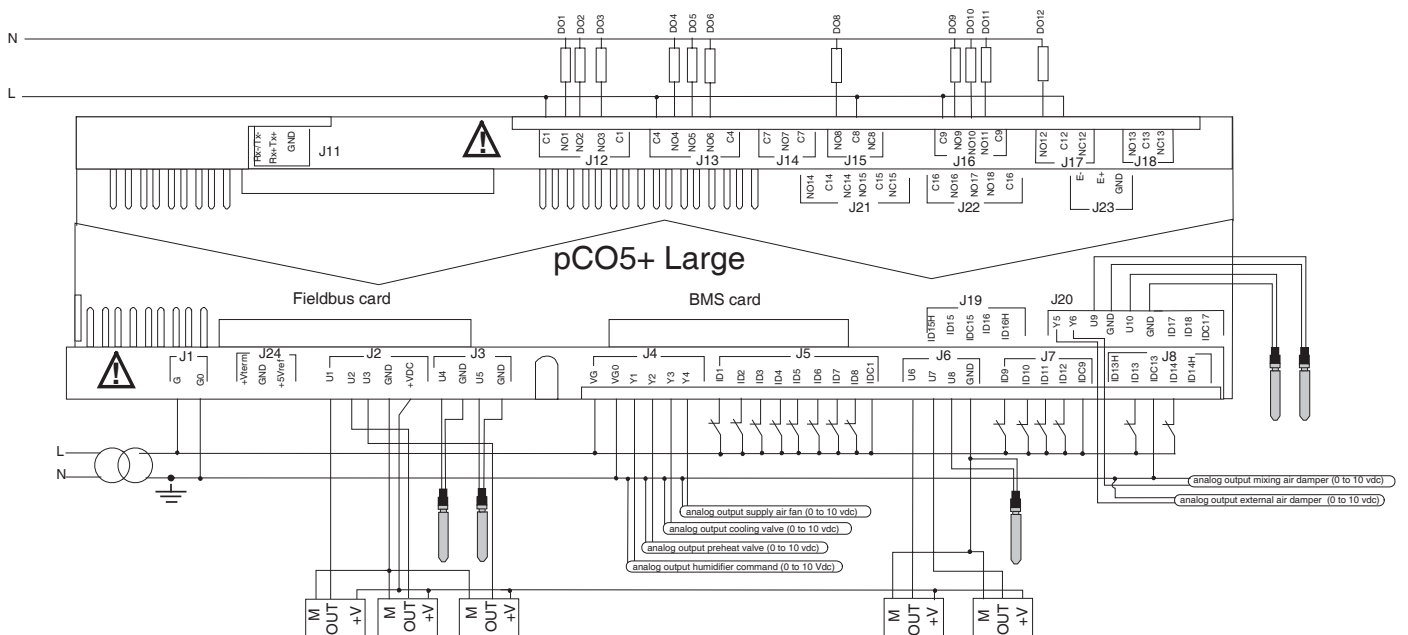 DO1 DO2 DO3 DO4 DO5 DO6 DO8 DO9 DO10 DO11 DO12
N
L
Rx-/Tx- Rx+Tx+ GND
J11
C1 NO1 NO2 NO3 C1
J12
C4 NO4 NO5 NO6 C4
J13
C7 NO7 C7
J14
NO8 C8 NC8
J15
C9 NO9 NO10 NO11 C9
J16
NO12 C12 NC12
J17
NO13 C13 NC13
J18
NO14 C14 NC14 NO15 C15 NC15
J21
C16 NO16 NO17 NO18 C16
J22
E- E+ GND
J23
pCO5+ Large
Fieldbus card
BMS card
J19
ID15H ID15 IDC15 ID16 ID16H
J20
Y5 Y6 U9 GND U10 GND ID17 ID18 IDC17
J1
G G0
J24
+Vterm GND +5Vref
J2
U1 U2 U3 GND +VDC
J3
U4 GND U5 GND
J4
VG VG0 Y1 Y2 Y3 Y4
J5
ID1 ID2 ID3 ID4 ID5 ID6 ID7 ID8 IDC1
J6
U6 U7 U8 GND
J7
ID9 ID10 ID11 ID12 IDC9
J8
ID13H ID13 IDC13 ID14 ID14H
L
N
analog output mixing air damper (0 to 10 vdc)
analog output external air damper (0 to 10 vdc)
analog output supply air fan (0 to 10 vdc)
analog output cooling valve (0 to 10 vdc)
analog output preheat valve (0 to 10 vdc)
analog output humidifier command (0 to 10 Vdc)
M OUT +V
M OUT +V
M OUT +V
M OUT +V
M OUT +V